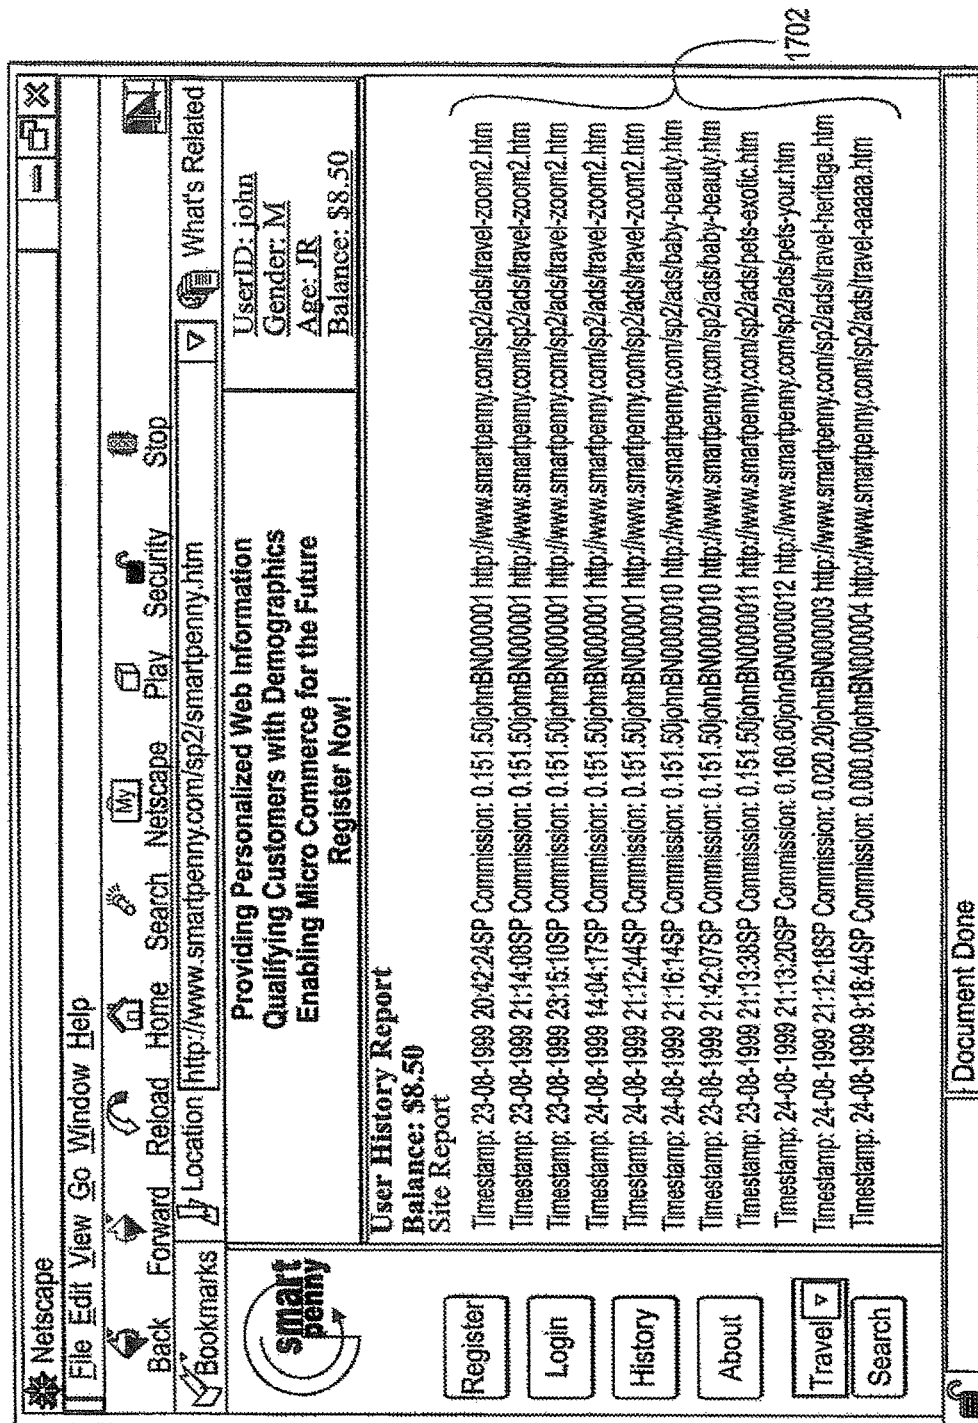 Netscape
File Edit View Go Window Help
Back Forward Reload Home Search Netscape Play Security Stop
My
N
Bookmarks Location http://www.smartpenny.com/sp2/smartpenny.htm What's Related
smart
penny
Providing Personalized Web Information
Qualifying Customers with Demographics
Enabling Micro Commerce for the Future
Register Now!
UserID: john
Gender: M
Age: JR
Balance: $8.50
Register
Login
History
About
Travel
Search
User History Report
Balance: $8.50
Site Report
Timestamp: 23-08-1999 20:42:24SP Commission: 0.151.50johnBN000001 http://www.smartpenny.com/sp2/ads/travel-zoom2.htm
Timestamp: 23-08-1999 21:14:08SP Commission: 0.151.50johnBN000001 http://www.smartpenny.com/sp2/ads/travel-zoom2.htm
Timestamp: 23-08-1999 23:15:10SP Commission: 0.151.50johnBN000001 http://www.smartpenny.com/sp2/ads/travel-zoom2.htm
Timestamp: 24-08-1999 14:04:17SP Commission: 0.151.50johnBN000001 http://www.smartpenny.com/sp2/ads/travel-zoom2.htm
Timestamp: 24-08-1999 21:12:44SP Commission: 0.151.50johnBN000001 http://www.smartpenny.com/sp2/ads/travel-zoom2.htm
Timestamp: 24-08-1999 21:16:14SP Commission: 0.151.50johnBN0000010 http://www.smartpenny.com/sp2/ads/baby-beauty.htm
Timestamp: 23-08-1999 21:42:07SP Commission: 0.151.50johnBN0000010 http://www.smartpenny.com/sp2/ads/baby-beauty.htm
Timestamp: 23-08-1999 21:13:38SP Commission: 0.151.50johnBN0000011 http://www.smartpenny.com/sp2/ads/pets-exotic.htm
Timestamp: 24-08-1999 21:13:20SP Commission: 0.160.60johnBN0000012 http://www.smartpenny.com/sp2/ads/pets-your.htm
Timestamp: 24-08-1999 21:12:18SP Commission: 0.020.20johnBN000003 http://www.smartpenny.com/sp2/ads/travel-heritage.htm
Timestamp: 24-08-1999 9:18:44SP Commission: 0.000.00johnBN000004 http://www.smartpenny.com/sp2/ads/travel-aaaaa.htm
1702
Document Done